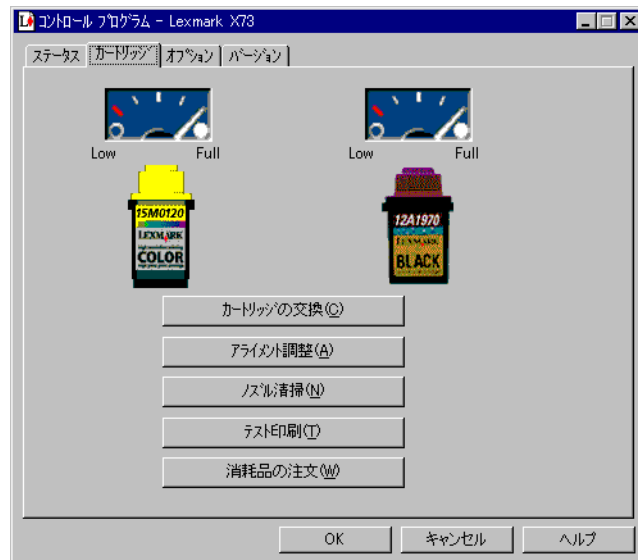 コントロール プログラム - Lexmark X73
ステータス カートリッジ オプション バージョン
Low Full Low Full
15M0120
LEXMARK
COLOR
12A1970
LEXMARK
BLACK
カートリッジの交換(C)
アライメント調整(A)
ノズル清掃(N)
テスト印刷(T)
消耗品の注文(W)
OK キャンセル ヘルプ